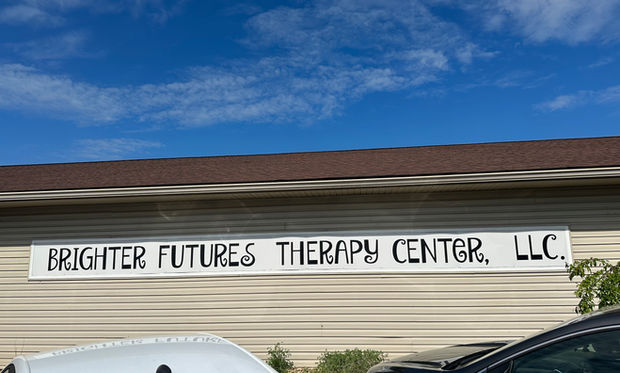 BRIGHTER FUTURES THERAPY CENTER, LLC.